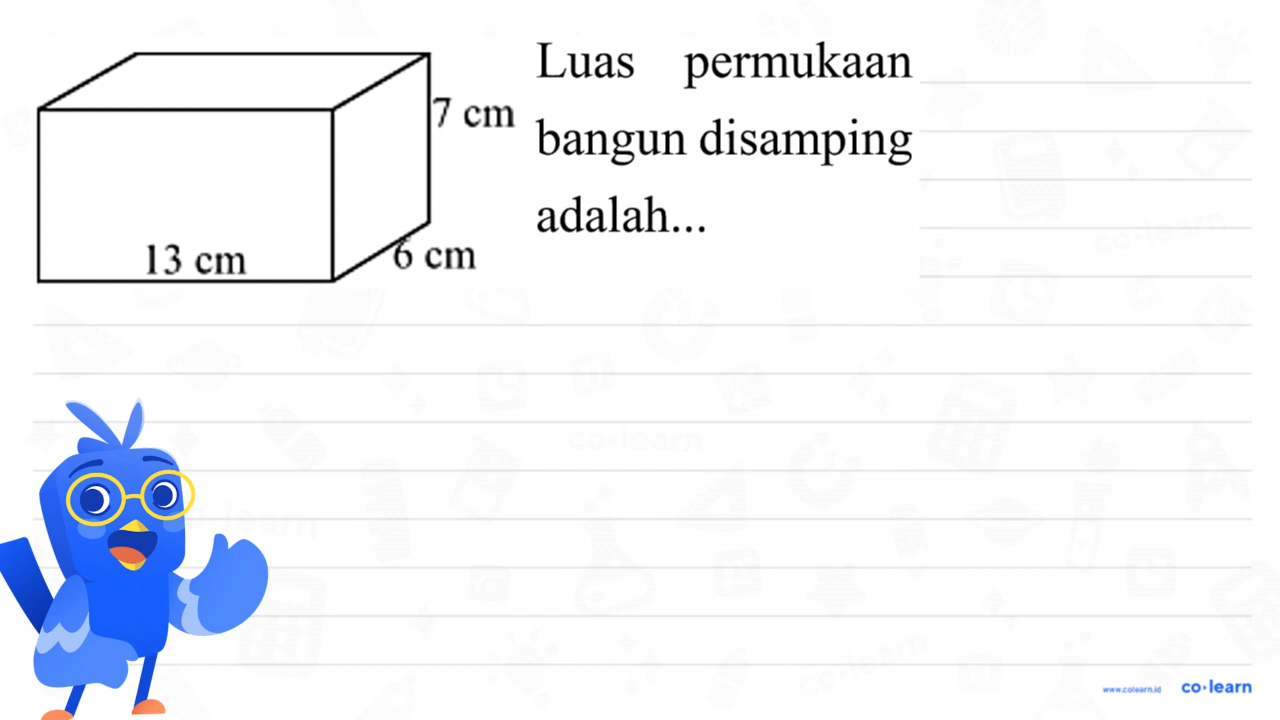 Luas permukaan
bangun disamping
adalah...
7 cm
6 cm
13 cm
www.colearn.id co·learn